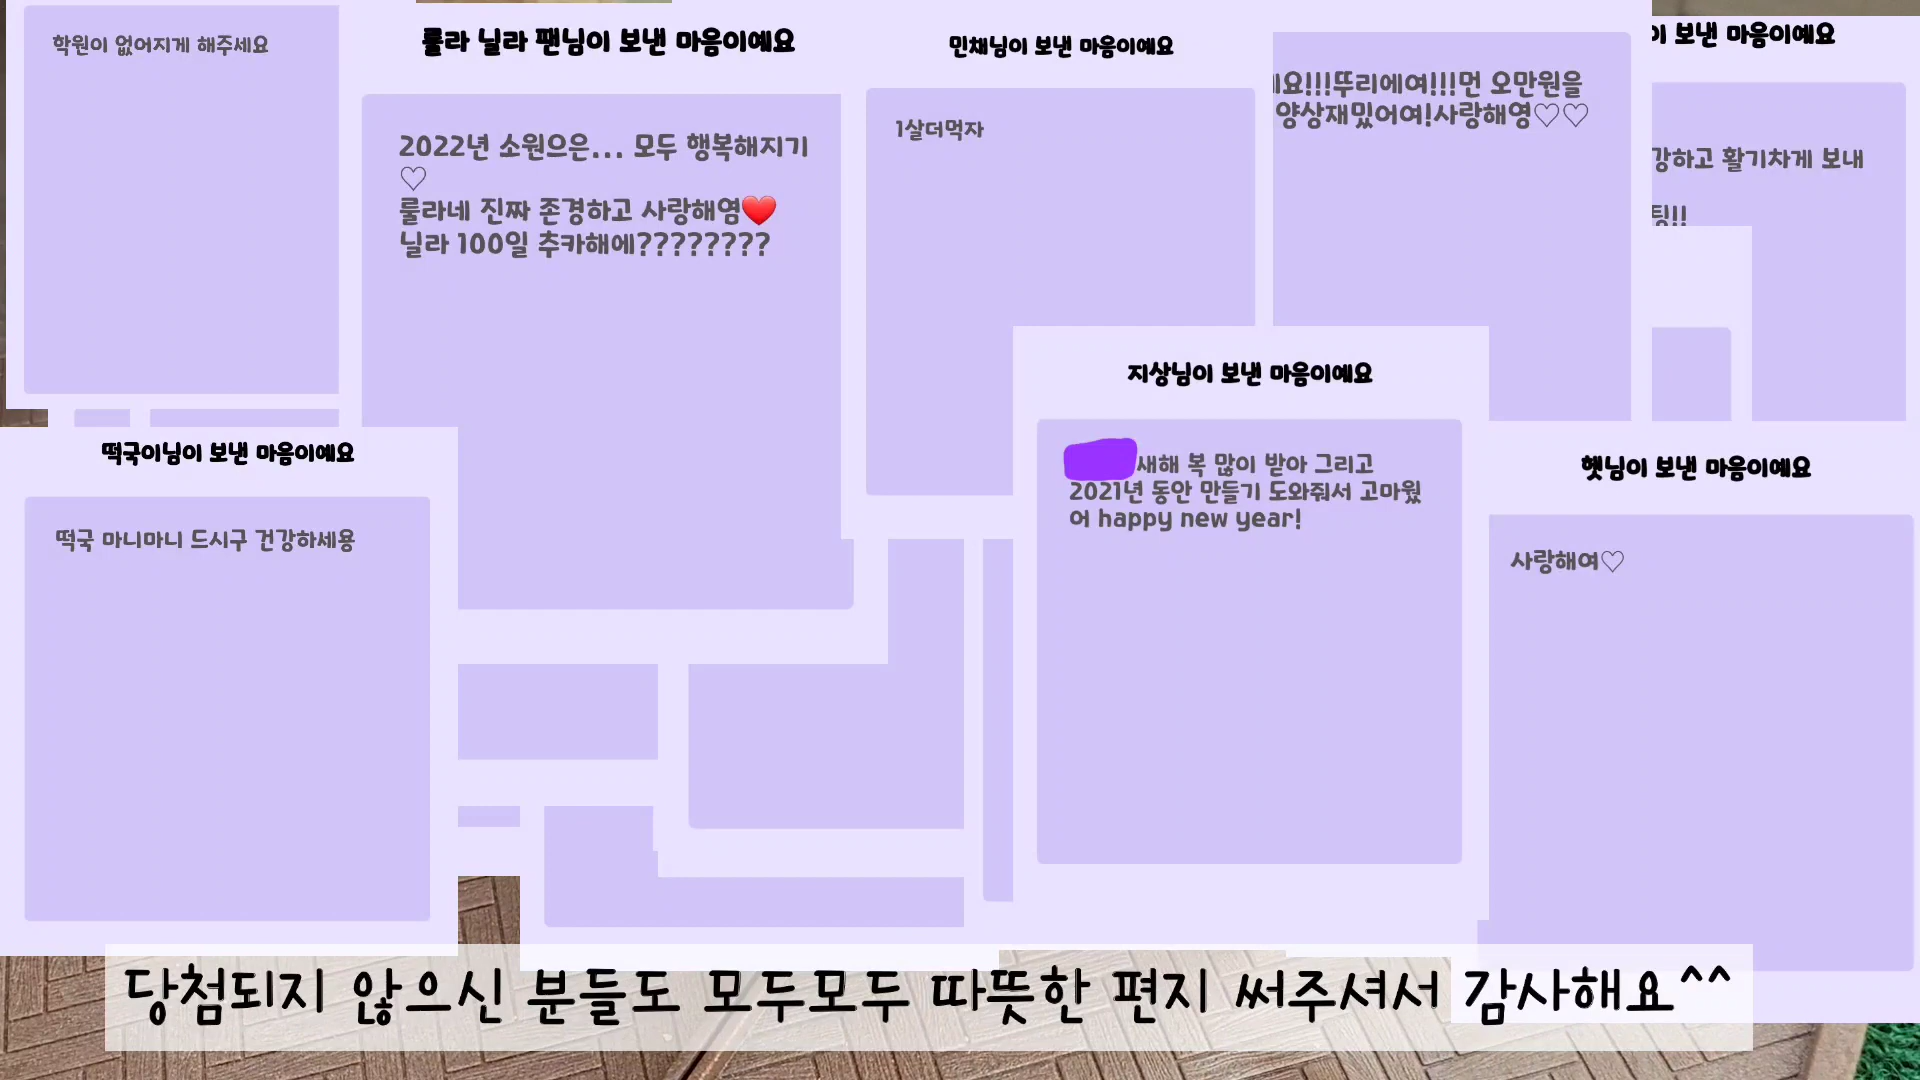 학원이 없어지게 해주세요
룰라 닐라 팬님이 보낸 마음이예요
2022년 소원으은... 모두 행복해지기
♡
룰라네 진짜 존경하고 사랑해염❤️
닐라 100일 추카해에????????
민채님이 보낸 마음이예요
1살더먹자
요!!!뚜리에여!!!먼 오만원을
양상재밌어여!사랑해영♡♡
이 보낸 마음이예요
강하고 활기차게 보내
팅!!
떡국이님이 보낸 마음이예요
떡국 마니마니 드시구 건강하세용
지상님이 보낸 마음이예요
새해 복 많이 받아 그리고
2021년 동안 만들기 도와줘서 고마웠
어 happy new year!
헷님이 보낸 마음이예요
사랑해여♡
당첨되지 않으신 분들도 모두모두 따뜻한 편지 써주셔서 감사해요^^